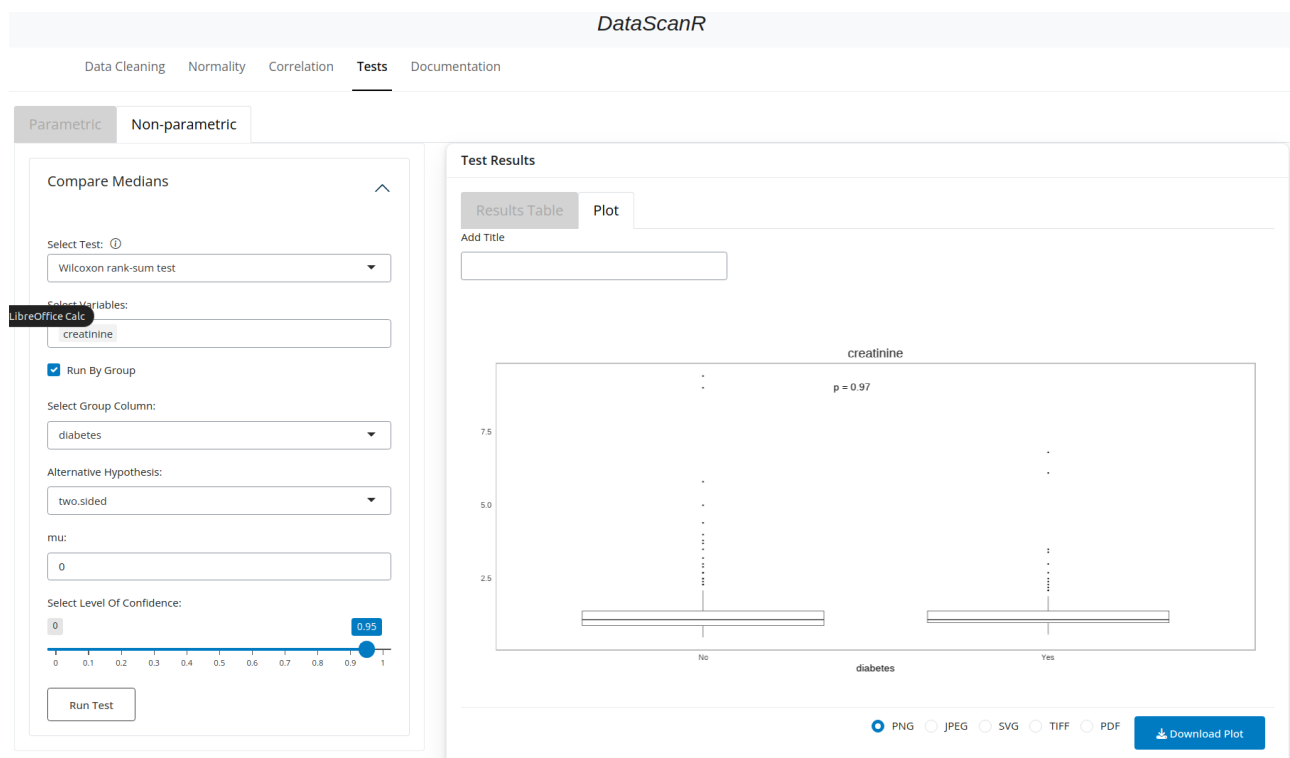 DataScanR
Data Cleaning Normality Correlation Tests Documentation
Parametric Non-parametric
Compare Medians
Select Test:
Wilcoxon rank-sum test
Select Variables:
LibreOffice Calc
creatinine
Run By Group
Select Group Column:
diabetes
Alternative Hypothesis:
two.sided
mu:
0
Select Level Of Confidence:
0 0.95
0 0.1 0.2 0.3 0.4 0.5 0.6 0.7 0.8 0.9 1
Run Test
Test Results
Results Table Plot
Add Title
creatinine
p = 0.97
7.5
5.0
2.5
No Yes
diabetes
PNG JPEG SVG TIFF PDF Download Plot